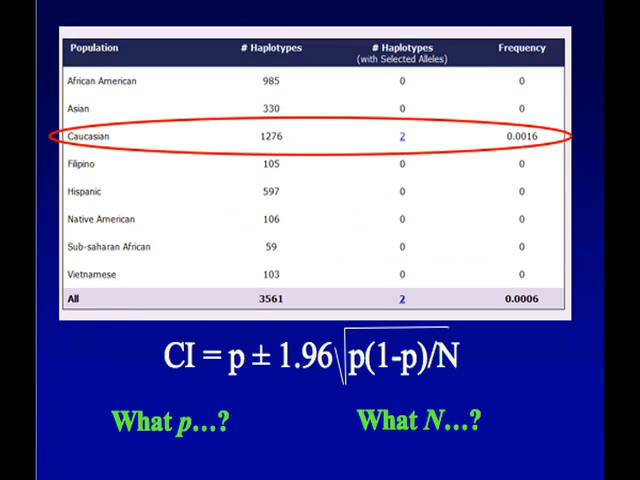 Population # Haplotypes # Haplotypes (with Selected Alleles) Frequency
African American 985 0 0
Asian 330 0 0
Caucasian 1276 2 0.0016
Filipino 105 0 0
Hispanic 597 0 0
Native American 106 0 0
Sub-saharan African 59 0 0
Vietnamese 103 0 0
All 3561 2 0.0006
CI = p ± 1.96√p(1-p)/N
What p...? What N...?